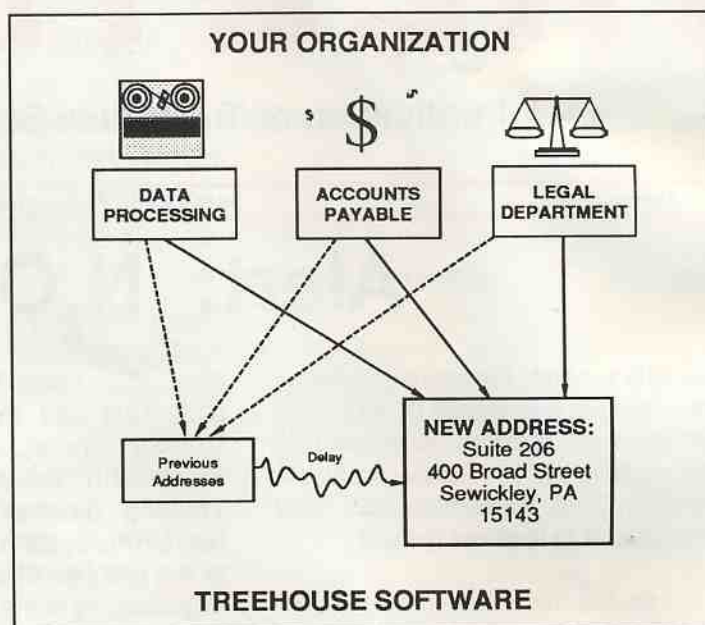 YOUR ORGANIZATION
$ $ $
DATA
PROCESSING
ACCOUNTS
PAYABLE
LEGAL
DEPARTMENT
Previous
Addresses
Delay
NEW ADDRESS:
Suite 206
400 Broad Street
Sewickley, PA
15143
TREEHOUSE SOFTWARE